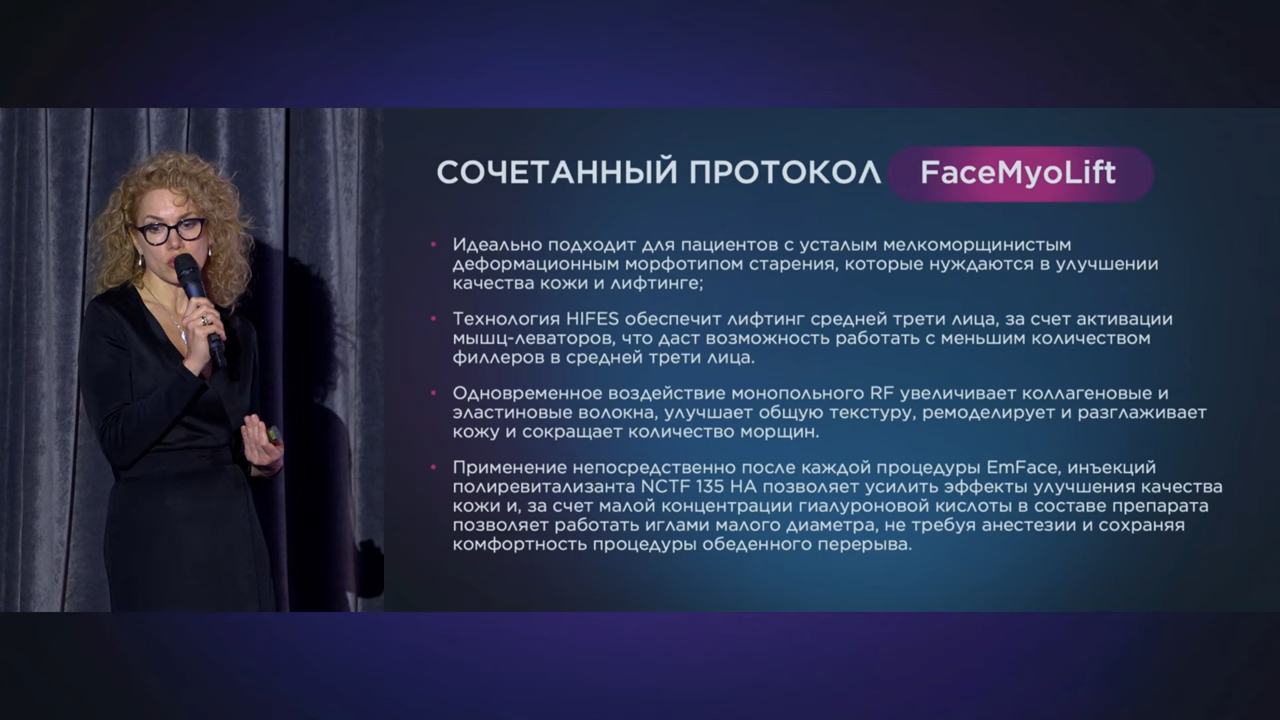 СОЧЕТАННЫЙ ПРОТОКОЛ FaceMyoLift
• Идеально подходит для пациентов с усталым мелкоморщинистым
деформационным морфотипом старения, которые нуждаются в улучшении
качества кожи и лифтинге;
• Технология HIFES обеспечит лифтинг средней трети лица, за счет активации
мышц-леваторов, что даст возможность работать с меньшим количеством
филлеров в средней трети лица.
• Одновременное воздействие монопольного RF увеличивает коллагеновые и
эластиновые волокна, улучшает общую текстуру, ремоделирует и разглаживает
кожу и сокращает количество морщин.
• Применение непосредственно после каждой процедуры EmFace, инъекций
полиревитализанта NCTF 135 HA позволяет усилить эффекты улучшения качества
кожи и, за счет малой концентрации гиалуроновой кислоты в составе препарата
позволяет работать иглами малого диаметра, не требуя анестезии и сохраняя
комфортность процедуры обеденного перерыва.